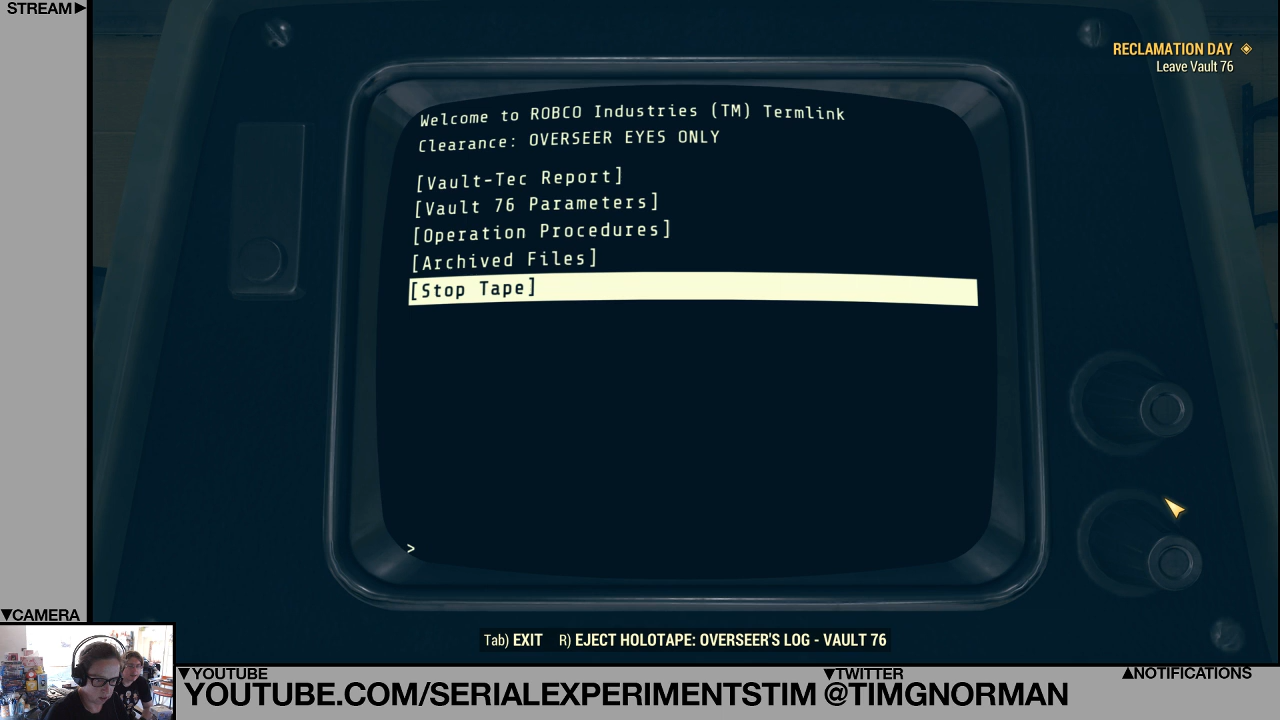 STREAM▶
RECLAMATION DAY
Leave Vault 76
Welcome to ROBCO Industries (TM) Termlink
Clearance: OVERSEER EYES ONLY
[Vault-Tec Report]
[Vault 76 Parameters]
[Operation Procedures]
[Archived Files]
[Stop Tape]
>
▼CAMERA
Tab) EXIT R) EJECT HOLOTAPE: OVERSEER'S LOG - VAULT 76
▼YOUTUBE ▼TWITTER ▲NOTIFICATIONS
YOUTUBE.COM/SERIALEXPERIMENTSTIM @TIMGNORMAN